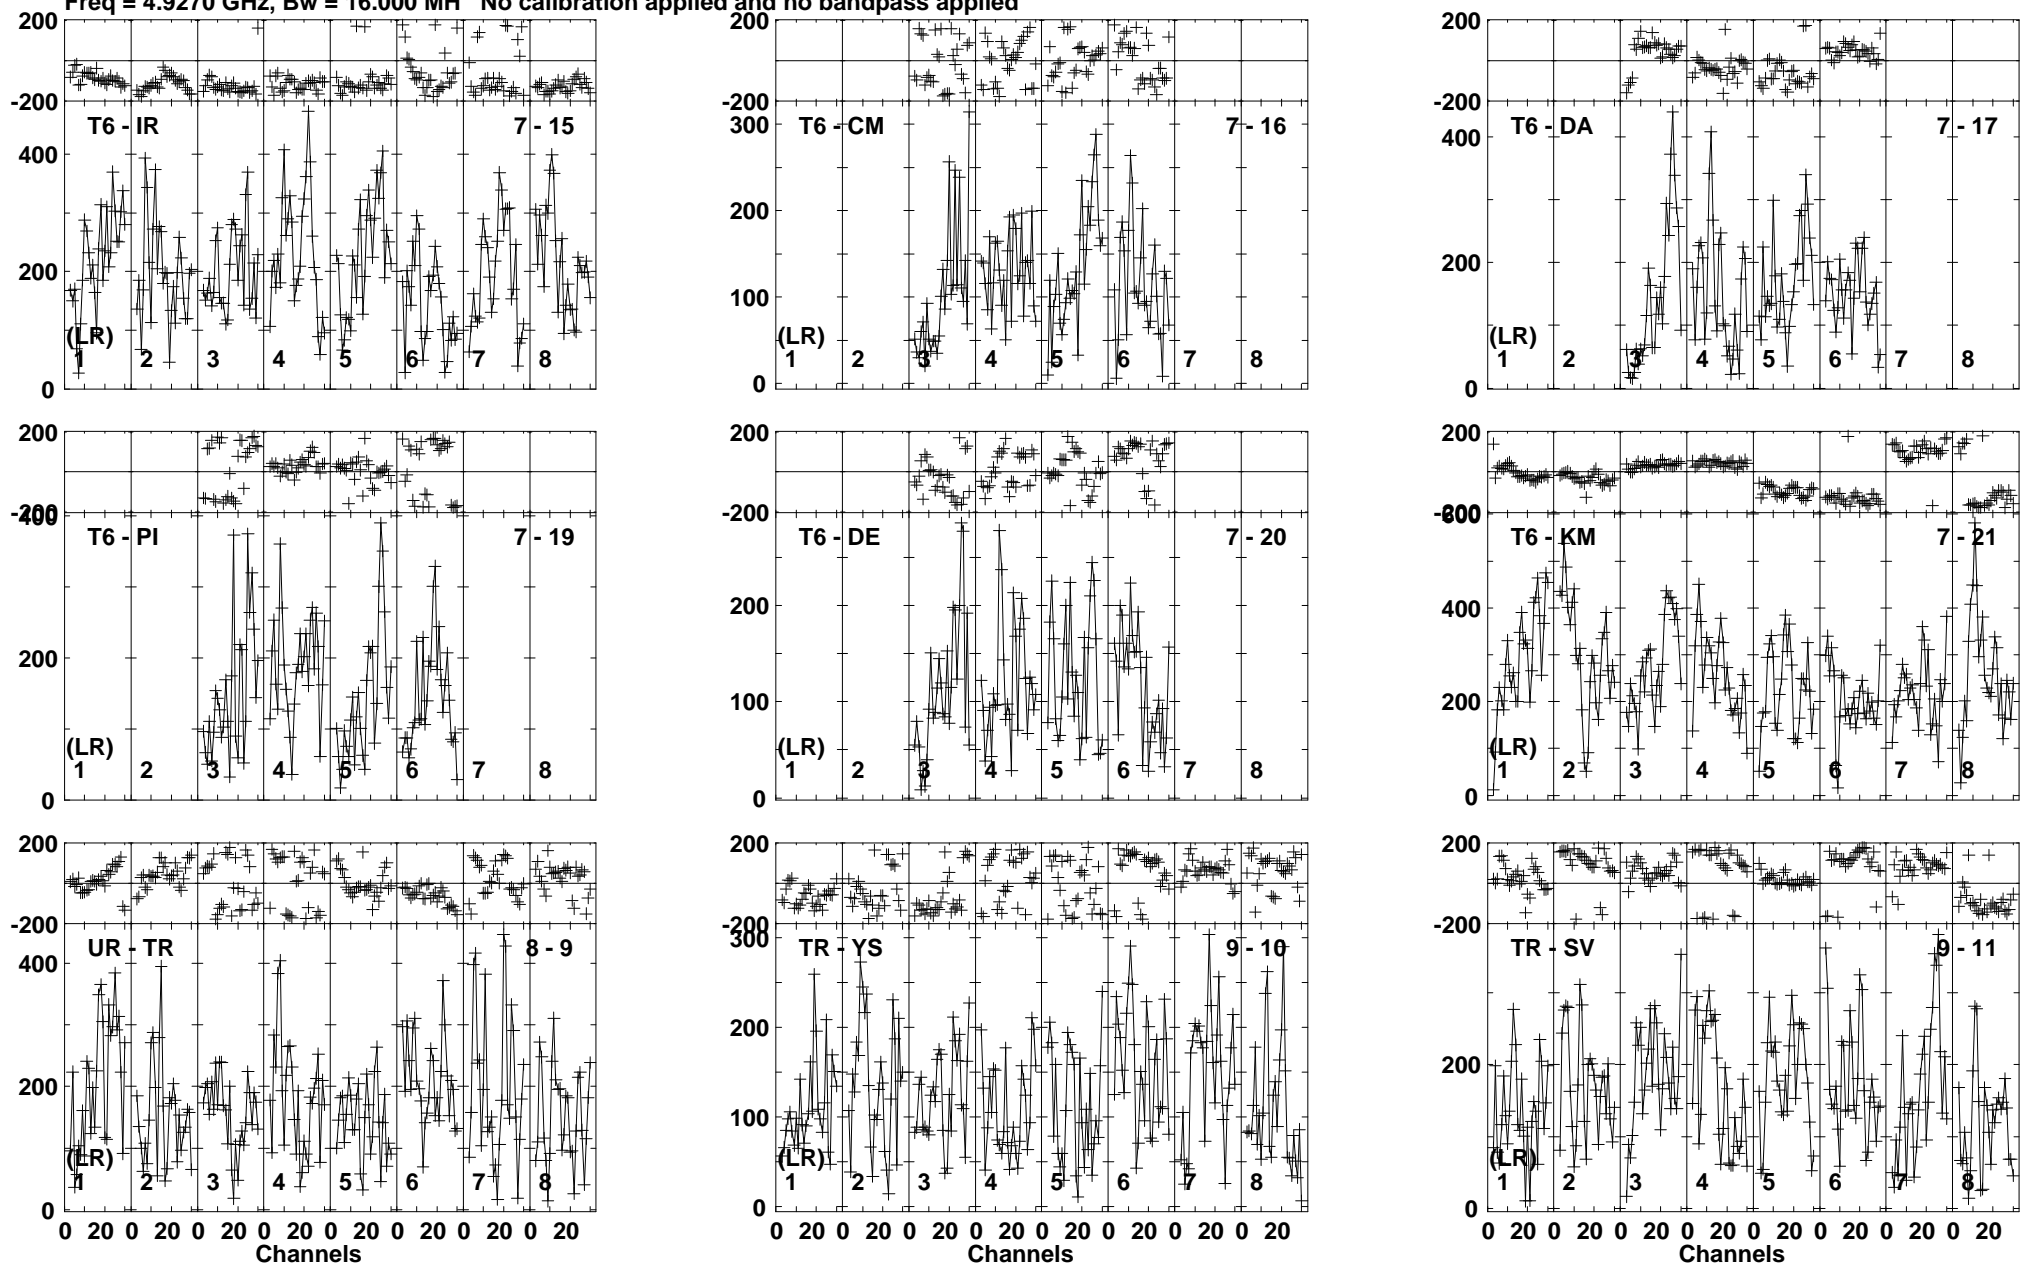 Freq = 4.9270 GHz, Bw = 16.000 MH No calibration applied and no bandpass applied
200 200 200
-200 -200 -200
T6 - IR 7 - 15 T6 - CM 7 - 16 T6 - DA 7 - 17
400 300 400
200 200 200
100
(LR) (LR) (LR)
1 2 3 4 5 6 7 8 1 2 3 4 5 6 7 8 1 2 3 4 5 6 7 8
0 0 0
200 200 200
-200 -200 -200
400 600
T6 - PI 7 - 19 T6 - DE 7 - 20 T6 - KM 7 - 21
200 200 400
100 200
(LR) (LR) (LR)
1 2 3 4 5 6 7 8 1 2 3 4 5 6 7 8 1 2 3 4 5 6 7 8
0 0 0
200 200 200
-200 -200 -200
300
UR - TR 8 - 9 TR - YS 9 - 10 TR - SV 9 - 11
400
200 200 200
100
(LR) (LR) (LR)
1 2 3 4 5 6 7 8 1 2 3 4 5 6 7 8 1 2 3 4 5 6 7 8
0 0 0
0 20 0 20 0 20 0 20 0 20 0 20 0 20 0 20 0 20 0 20 0 20 0 20 0 20 0 20 0 20 0 20 0 20 0 20 0 20 0 20 0 20 0 20 0 20 0 20
Channels Channels Channels